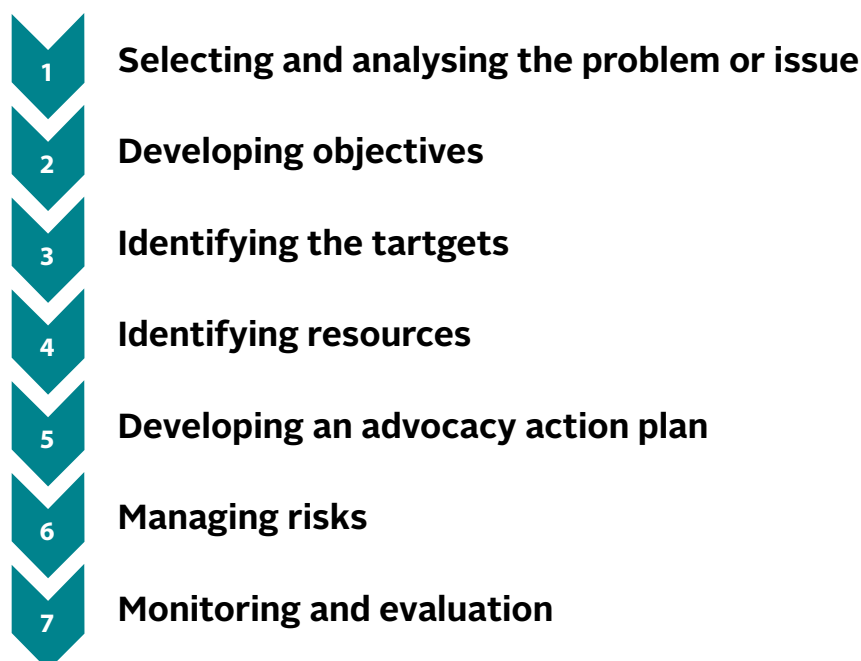 1 Selecting and analysing the problem or issue
2 Developing objectives
3 Identifying the tartgets
4 Identifying resources
5 Developing an advocacy action plan
6 Managing risks
7 Monitoring and evaluation